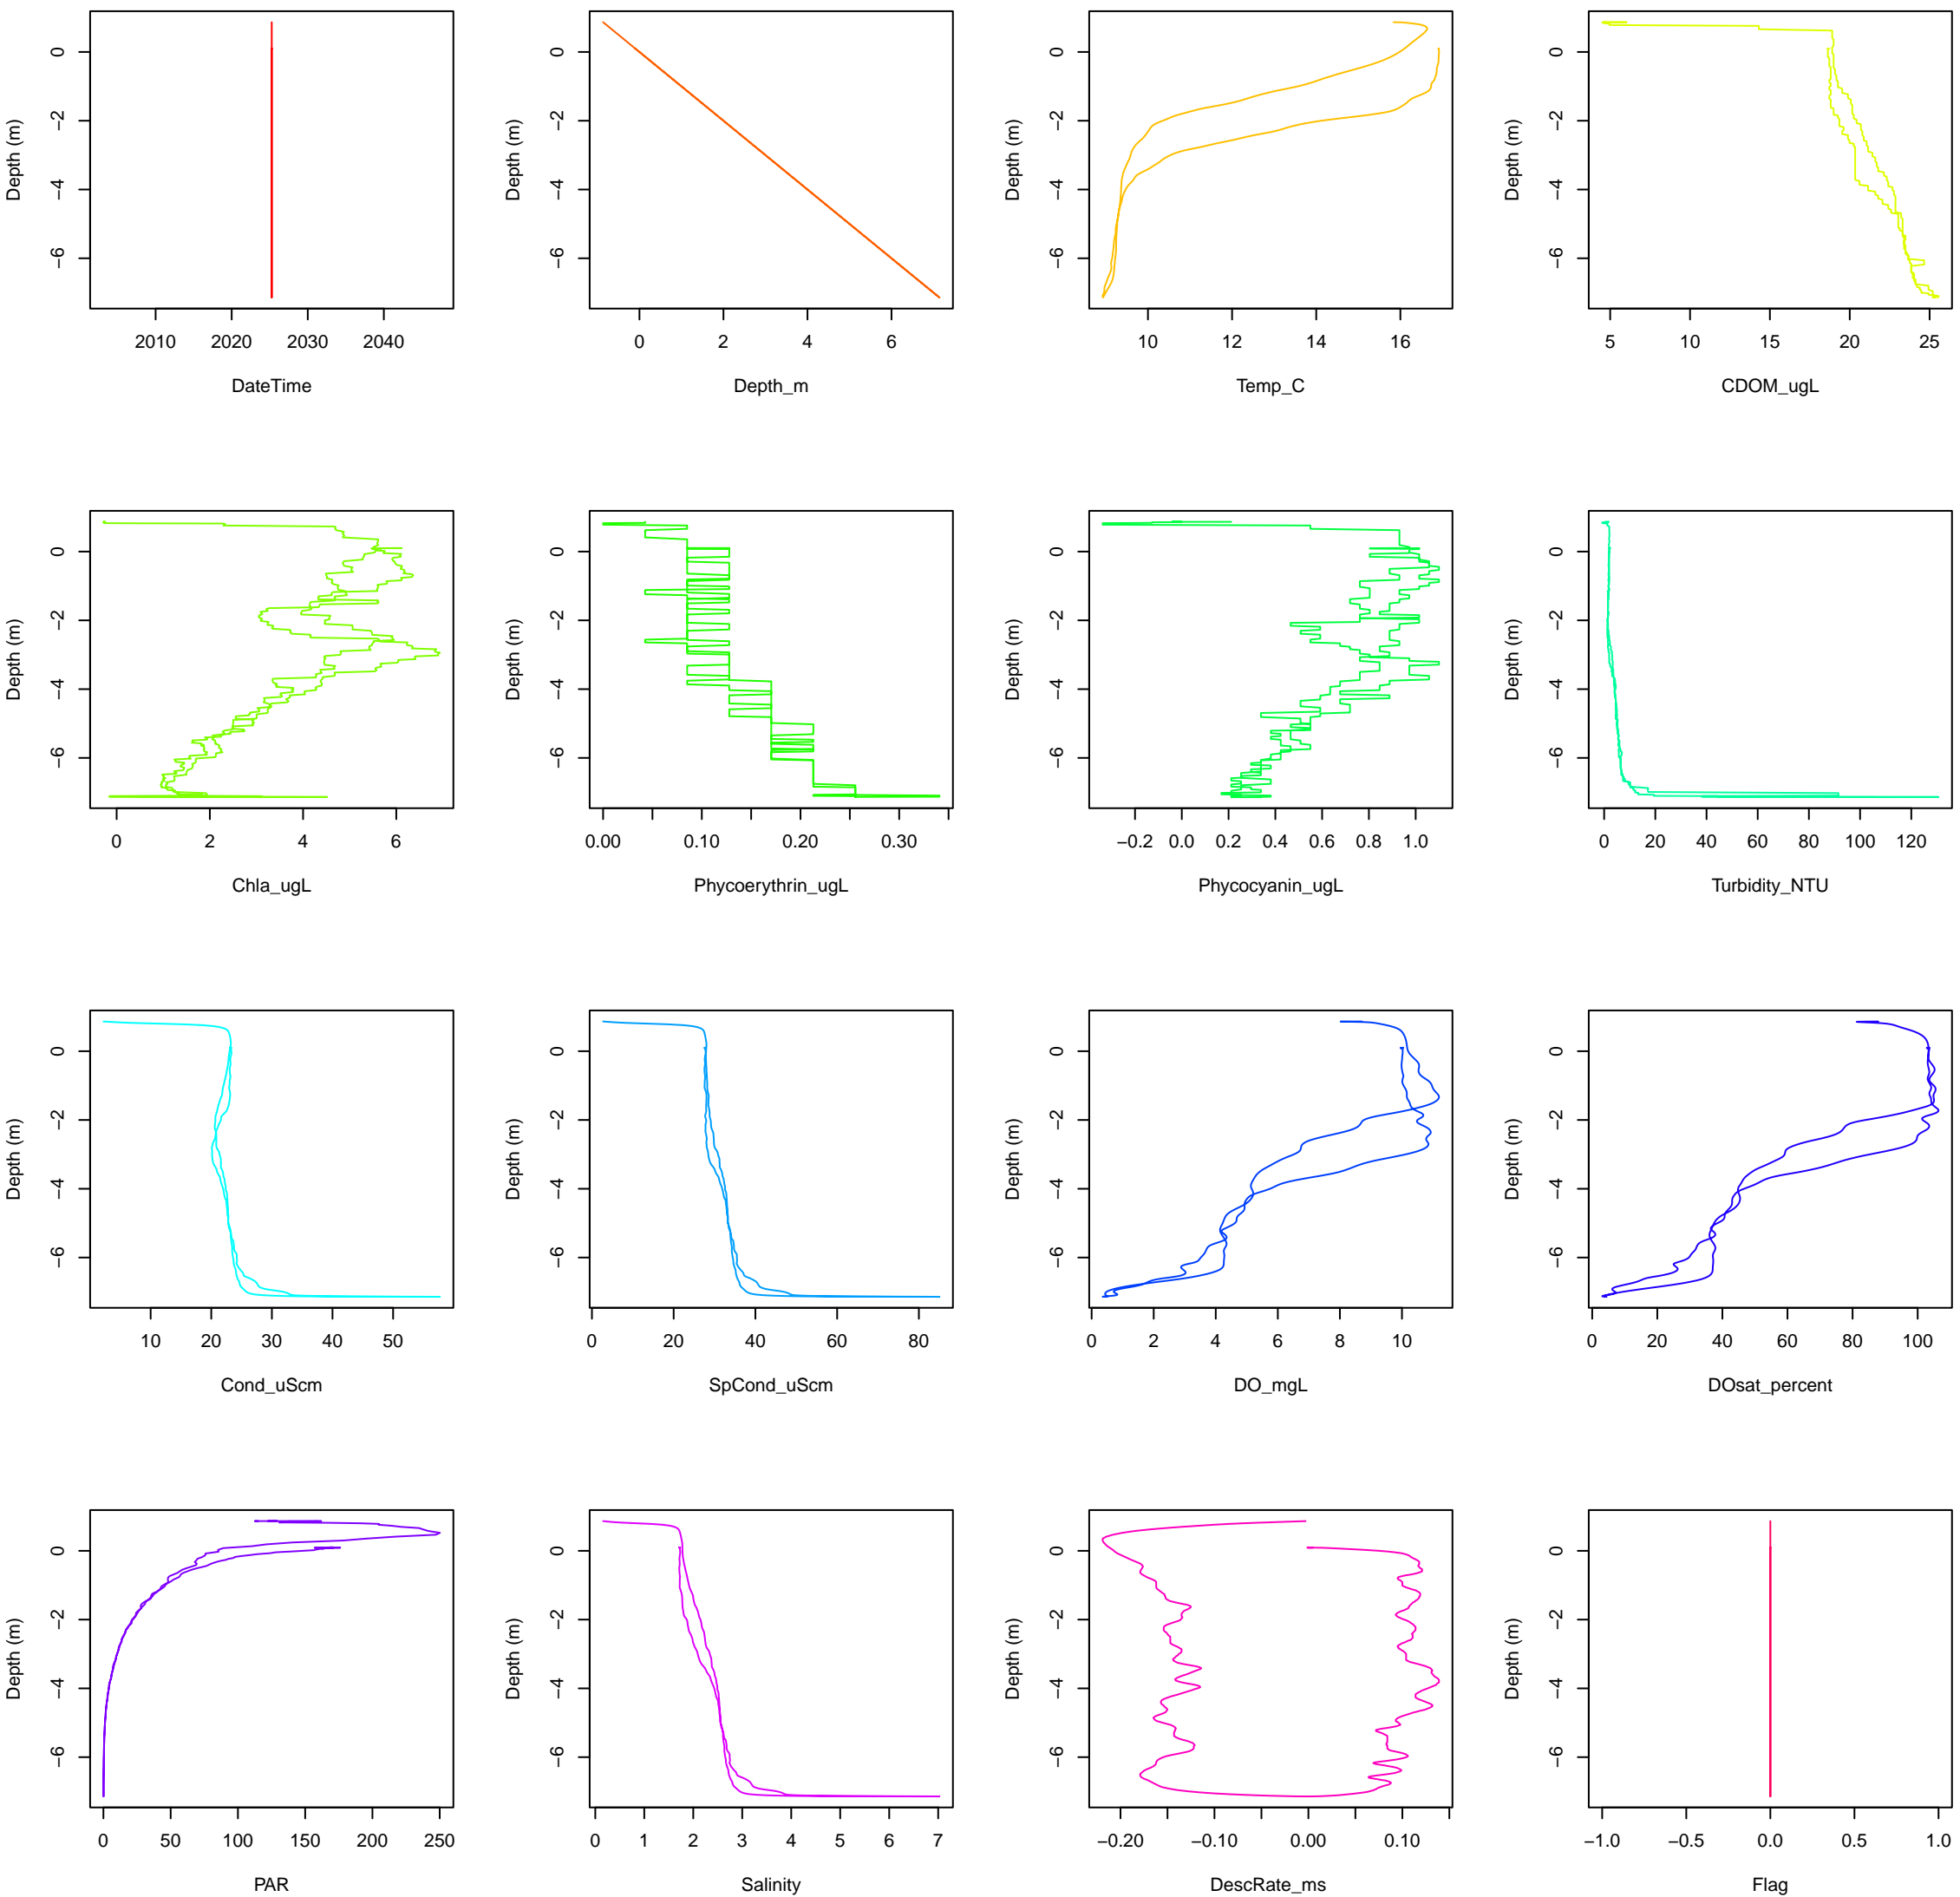 0 0 0 0
−2 −2 −2 −2
−4 −4 −4 −4
−6 −6 −6 −6
Depth (m) Depth (m) Depth (m) Depth (m)
2010 2020 2030 2040 0 2 4 6 10 12 14 16 5 10 15 20 25
DateTime Depth_m Temp_C CDOM_ugL
0 0 0 0
−2 −2 −2 −2
−4 −4 −4 −4
−6 −6 −6 −6
Depth (m) Depth (m) Depth (m) Depth (m)
0 2 4 6 0.00 0.10 0.20 0.30 −0.2 0.0 0.2 0.4 0.6 0.8 1.0 0 20 40 60 80 100 120
Chla_ugL Phycoerythrin_ugL Phycocyanin_ugL Turbidity_NTU
0 0 0 0
−2 −2 −2 −2
−4 −4 −4 −4
−6 −6 −6 −6
Depth (m) Depth (m) Depth (m) Depth (m)
10 20 30 40 50 0 20 40 60 80 0 2 4 6 8 10 0 20 40 60 80 100
Cond_uScm SpCond_uScm DO_mgL DOsat_percent
0 0 0 0
−2 −2 −2 −2
−4 −4 −4 −4
−6 −6 −6 −6
Depth (m) Depth (m) Depth (m) Depth (m)
0 50 100 150 200 250 0 1 2 3 4 5 6 7 −0.20 −0.10 0.00 0.10 −1.0 −0.5 0.0 0.5 1.0
PAR Salinity DescRate_ms Flag